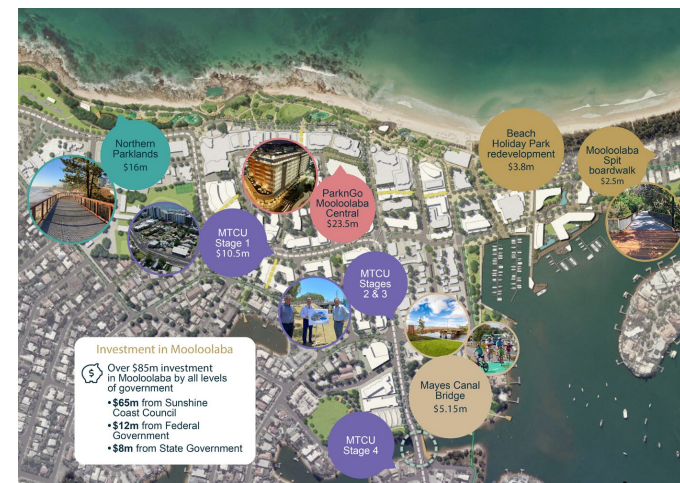 Northern
Parklands
$16m
MTCU
Stage 1
$10.5m
ParknGo
Mooloolaba
Central
$23.5m
Beach
Holiday Park
redevelopment
$3.8m
Mooloolaba
Spit
boardwalk
$2.5m
MTCU
Stages
2 & 3
Mayes Canal
Bridge
$5.15m
MTCU
Stage 4
Investment in Mooloolaba
$
Over $85m investment
in Mooloolaba by all levels
of government
•$65m from Sunshine
Coast Council
•$12m from Federal
Government
•$8m from State Government